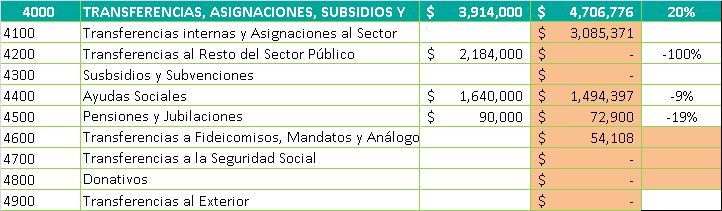 4000 TRANSFERENCIAS, ASIGNACIONES, SUBSIDIOS Y $ 3,914,000 $ 4,706,776 20%
4100 Transferencias internas y Asignaciones al Sector $ 3,085,371
4200 Transferencias al Resto del Sector Público $ 2,184,000 $ - -100%
4300 Susbsidios y Subvenciones $ -
4400 Ayudas Sociales $ 1,640,000 $ 1,494,397 -9%
4500 Pensiones y Jubilaciones $ 90,000 $ 72,900 -19%
4600 Transferencias a Fideicomisos, Mandatos y Análogo $ 54,108
4700 Transferencias a la Seguridad Social $ -
4800 Donativos $ -
4900 Transferencias al Exterior $ -